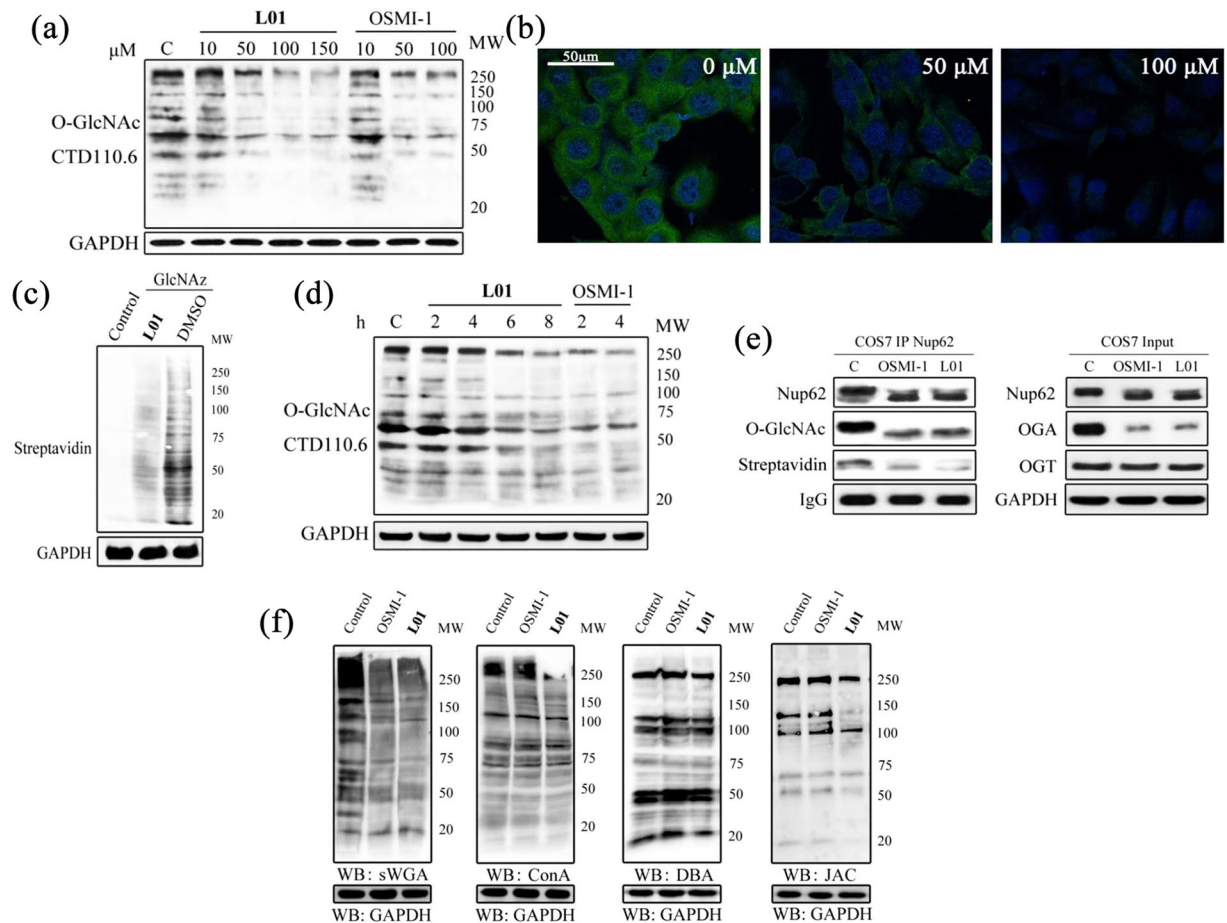 (a)
L01 OSMI-1
μM C 10 50 100 150 10 50 100 MW
250
150
100
O-GlcNAc 75
CTD110.6 50
20
GAPDH
(b)
50μm 0 μM 50 μM 100 μM
(c)
GlcNAz
Control L01 DMSO
MW
250
150
100
75
Streptavidin
50
20
GAPDH
(d)
L01 OSMI-1
h C 2 4 6 8 2 4 MW
250
150
100
O-GlcNAc 75
CTD110.6 50
20
GAPDH
(e)
COS7 IP Nup62
C OSMI-1 L01
Nup62
O-GlcNAc
Streptavidin
IgG
COS7 Input
C OSMI-1 L01
Nup62
OGA
OGT
GAPDH
(f)
Control OSMI-1 L01 MW
250
150
100
75
50
20
WB: sWGA
WB: GAPDH
Control OSMI-1 L01 MW
250
150
100
75
50
20
WB: ConA
WB: GAPDH
Control OSMI-1 L01 MW
250
150
100
75
50
20
WB: DBA
WB: GAPDH
Control OSMI-1 L01 MW
250
150
100
75
50
20
WB: JAC
WB: GAPDH